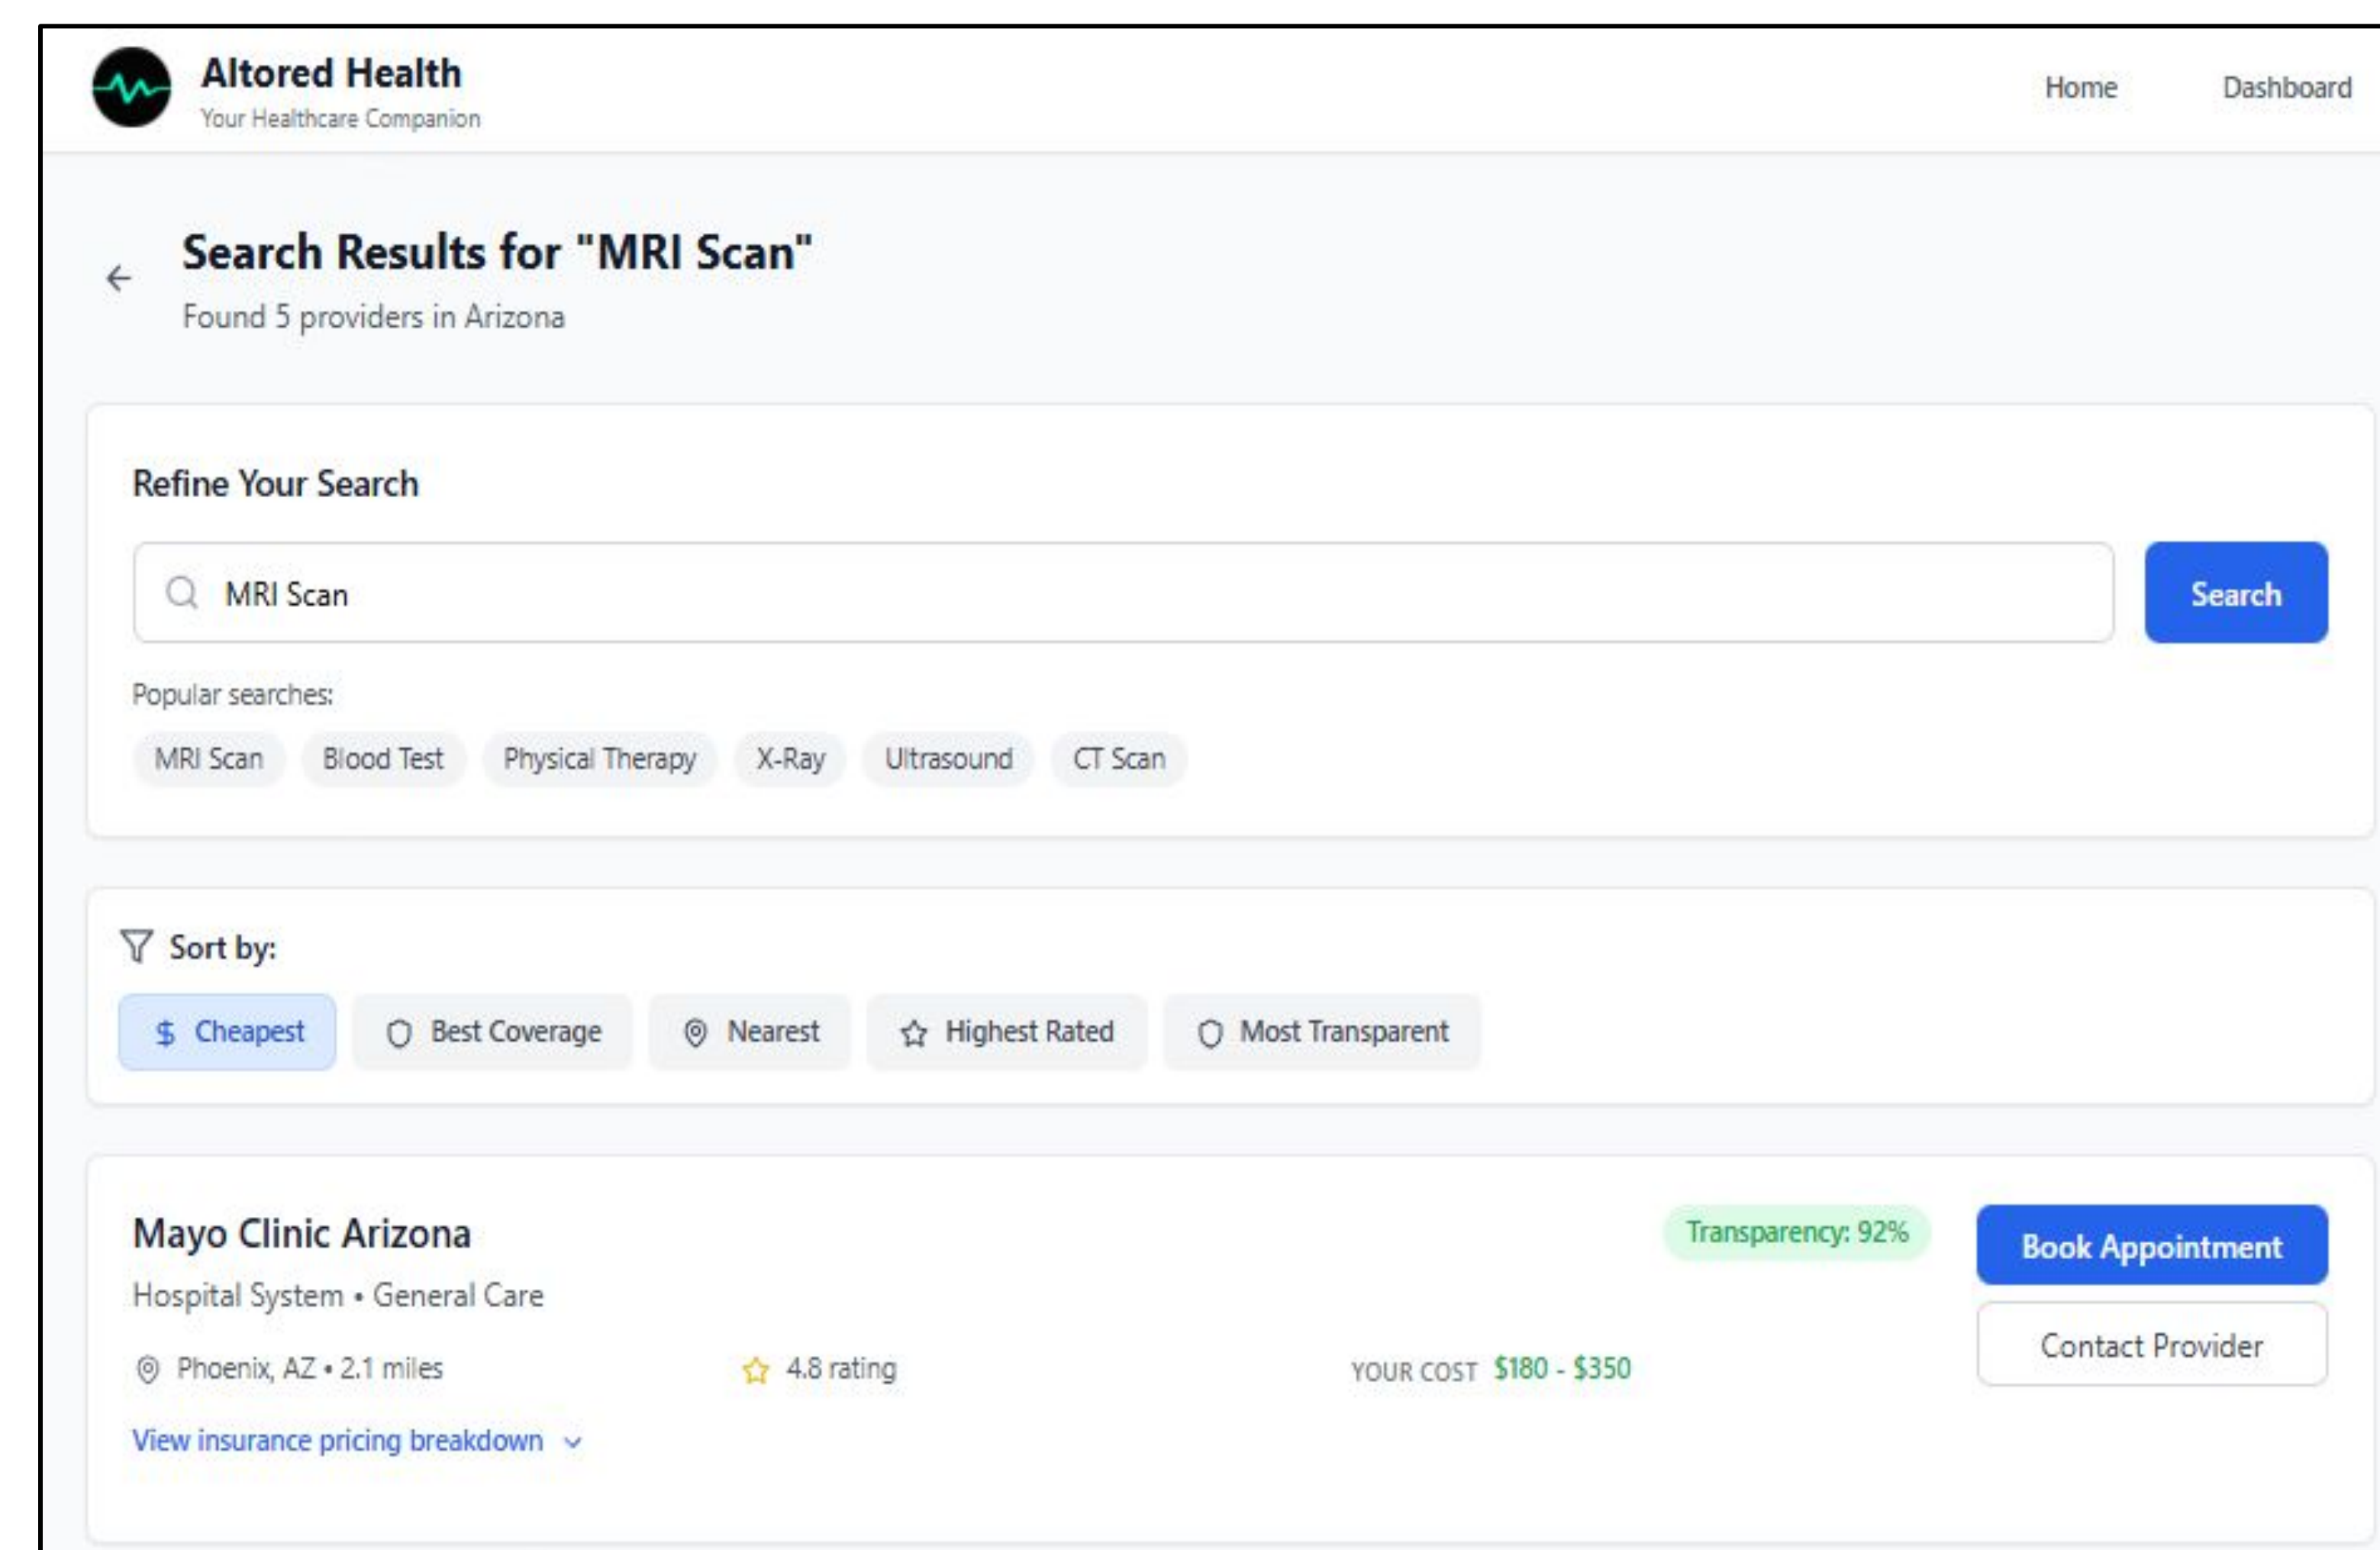 Altored Health
Your Healthcare Companion
Home Dashboard
Search Results for "MRI Scan"
Found 5 providers in Arizona
Refine Your Search
MRI Scan
Search
Popular searches:
MRI Scan Blood Test Physical Therapy X-Ray Ultrasound CT Scan
Sort by:
$ Cheapest Best Coverage Nearest Highest Rated Most Transparent
Mayo Clinic Arizona
Transparency: 92%
Book Appointment
Hospital System • General Care
Contact Provider
Phoenix, AZ • 2.1 miles 4.8 rating YOUR COST $180 - $350
View insurance pricing breakdown